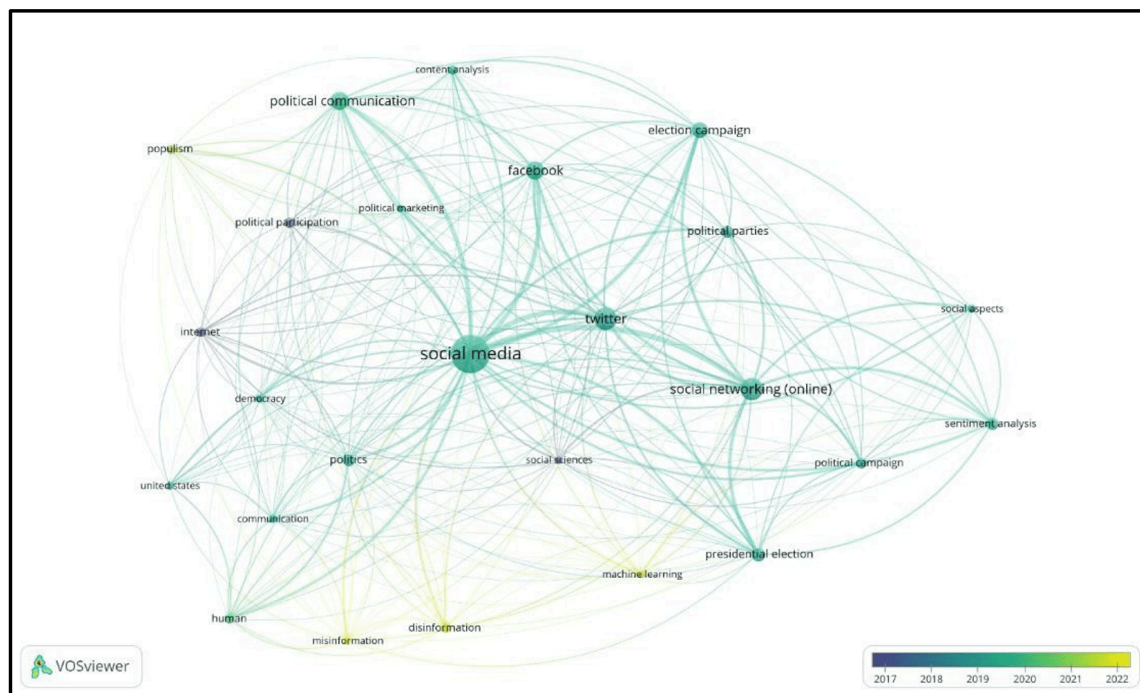 content analysis
political communication
election campaign
populism
facebook
political marketing
political participation
political parties
social aspects
twitter
internet
social media
social networking (online)
democracy
sentiment analysis
politics
social sciences
political campaign
united states
communication
presidential election
machine learning
human
disinformation
misinformation
VOSviewer
2017 2018 2019 2020 2021 2022